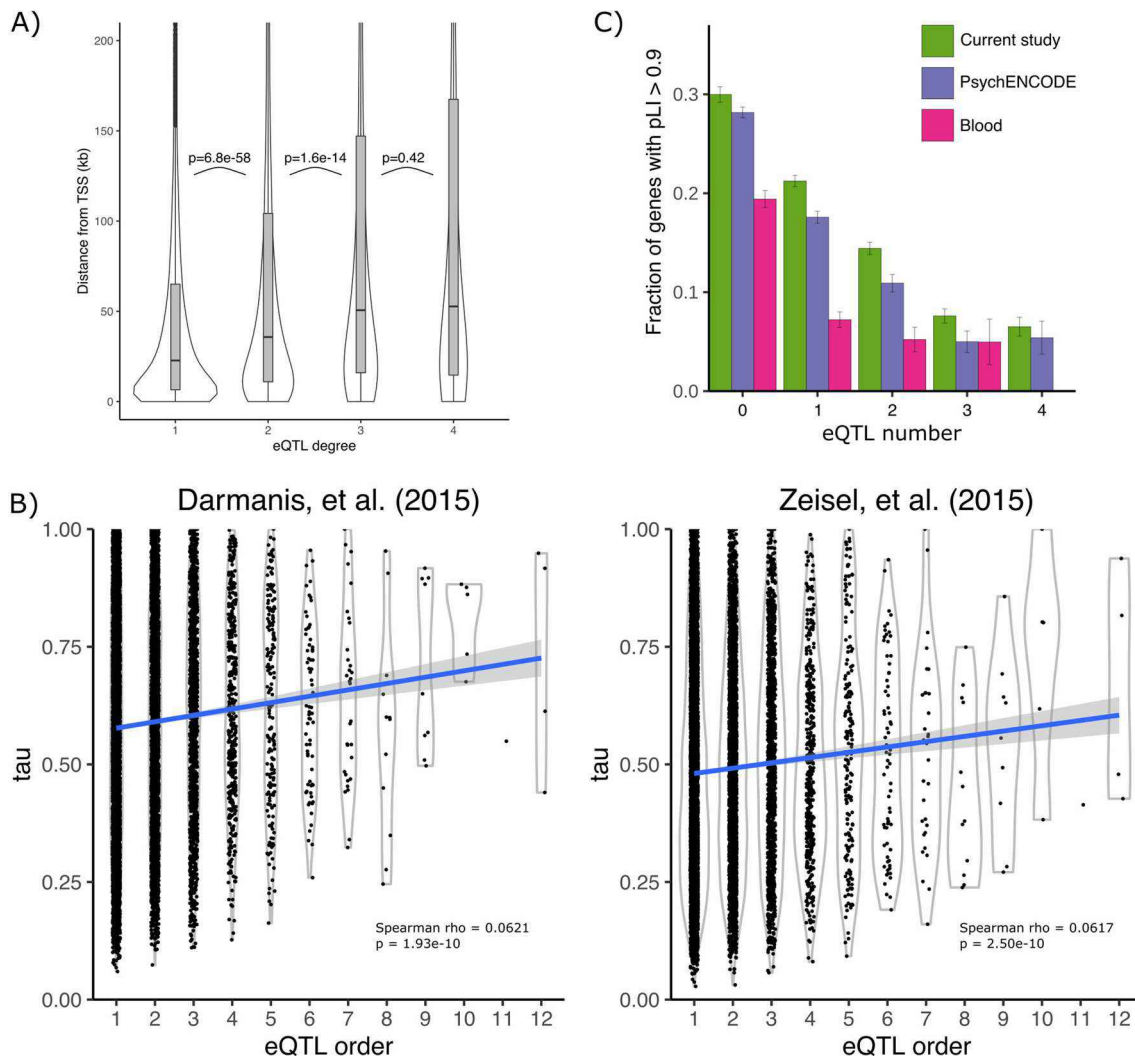 A)
200
150
100
50
0
Distance from TSS (kb)
p=6.8e-58
p=1.6e-14
p=0.42
1
2
3
4
eQTL degree
C)
Current study
PsychENCODE
Blood
0.3
0.2
0.1
0.0
Fraction of genes with pLI > 0.9
0
1
2
3
4
eQTL number
B)
Darmanis, et al. (2015)
1.00
0.75
0.50
0.25
0.00
tau
Spearman rho = 0.0621
p = 1.93e-10
1 2 3 4 5 6 7 8 9 10 11 12
eQTL order
Zeisel, et al. (2015)
1.00
0.75
0.50
0.25
0.00
tau
Spearman rho = 0.0617
p = 2.50e-10
1 2 3 4 5 6 7 8 9 10 11 12
eQTL order